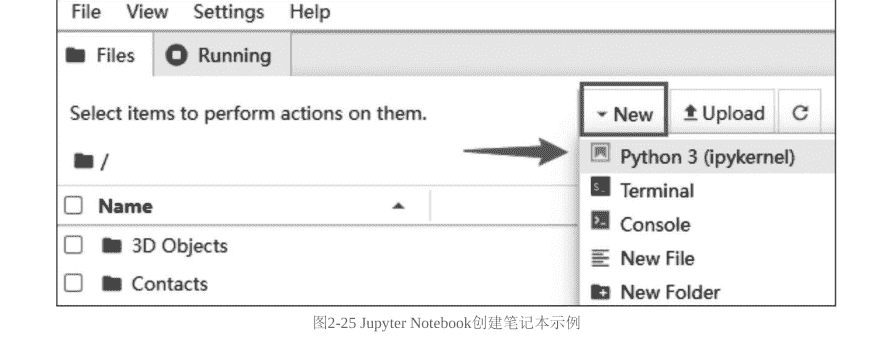 File View Settings Help
Files Running
Select items to perform actions on them.
New Upload
/
Python 3 (ipykernel)
Terminal
Name
Console
3D Objects
New File
Contacts
New Folder
图2-25 Jupyter Notebook创建笔记本示例